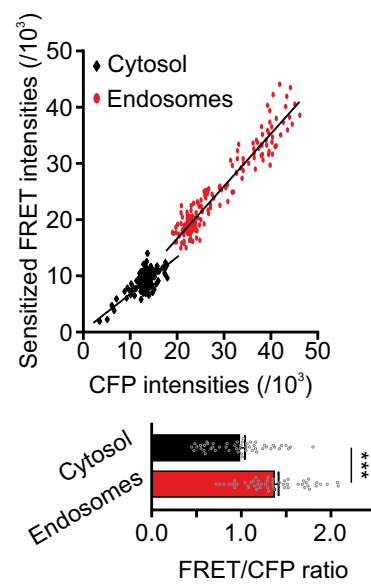 Sensitized FRET intensities (/10³)
Cytosol
Endosomes
50
40
30
20
10
0
0 10 20 30 40 50
CFP intensities (/10³)
Cytosol
Endosomes
***
0.0 1.0 2.0
FRET/CFP ratio